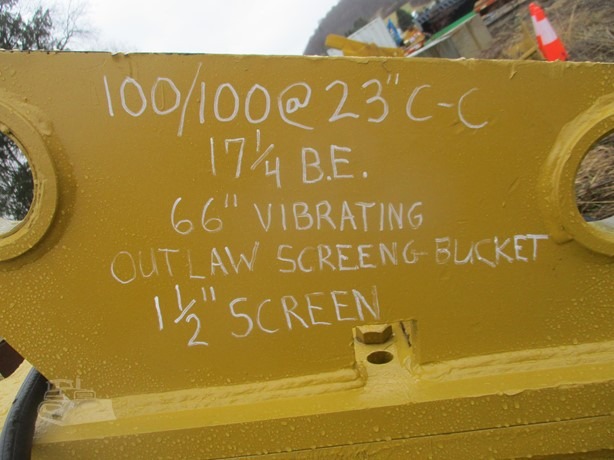 100/100@23"C-C
17 1/4 B.E.
66" VIBRATING
OUTLAW SCREENG-BUCKET
1 1/2" SCREEN